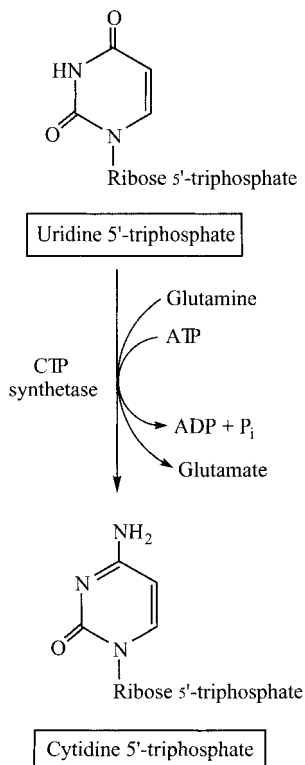 O
HN
O
N
Ribose 5'-triphosphate
Uridine 5'-triphosphate
Glutamine
ATP
CTP
synthetase
ADP + Pi
Glutamate
NH2
N
O
N
Ribose 5'-triphosphate
Cytidine 5'-triphosphate